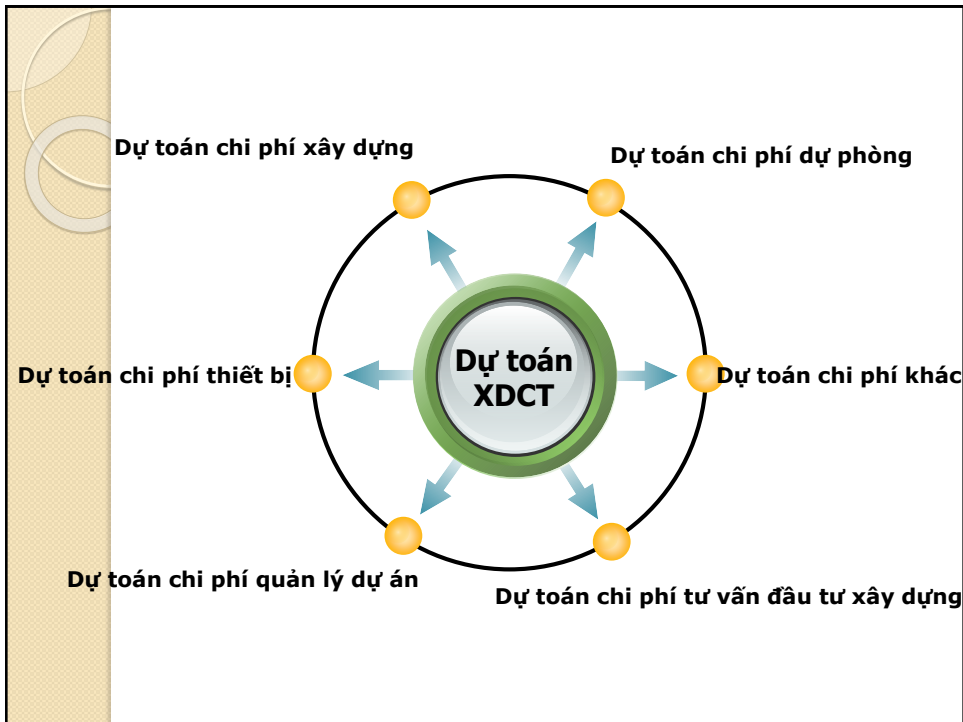 Dự toán chi phí xây dựng
Dự toán chi phí dự phòng
Dự toán chi phí thiết bị
Dự toán
XDCT
Dự toán chi phí khác
Dự toán chi phí quản lý dự án
Dự toán chi phí tư vấn đầu tư xây dựng